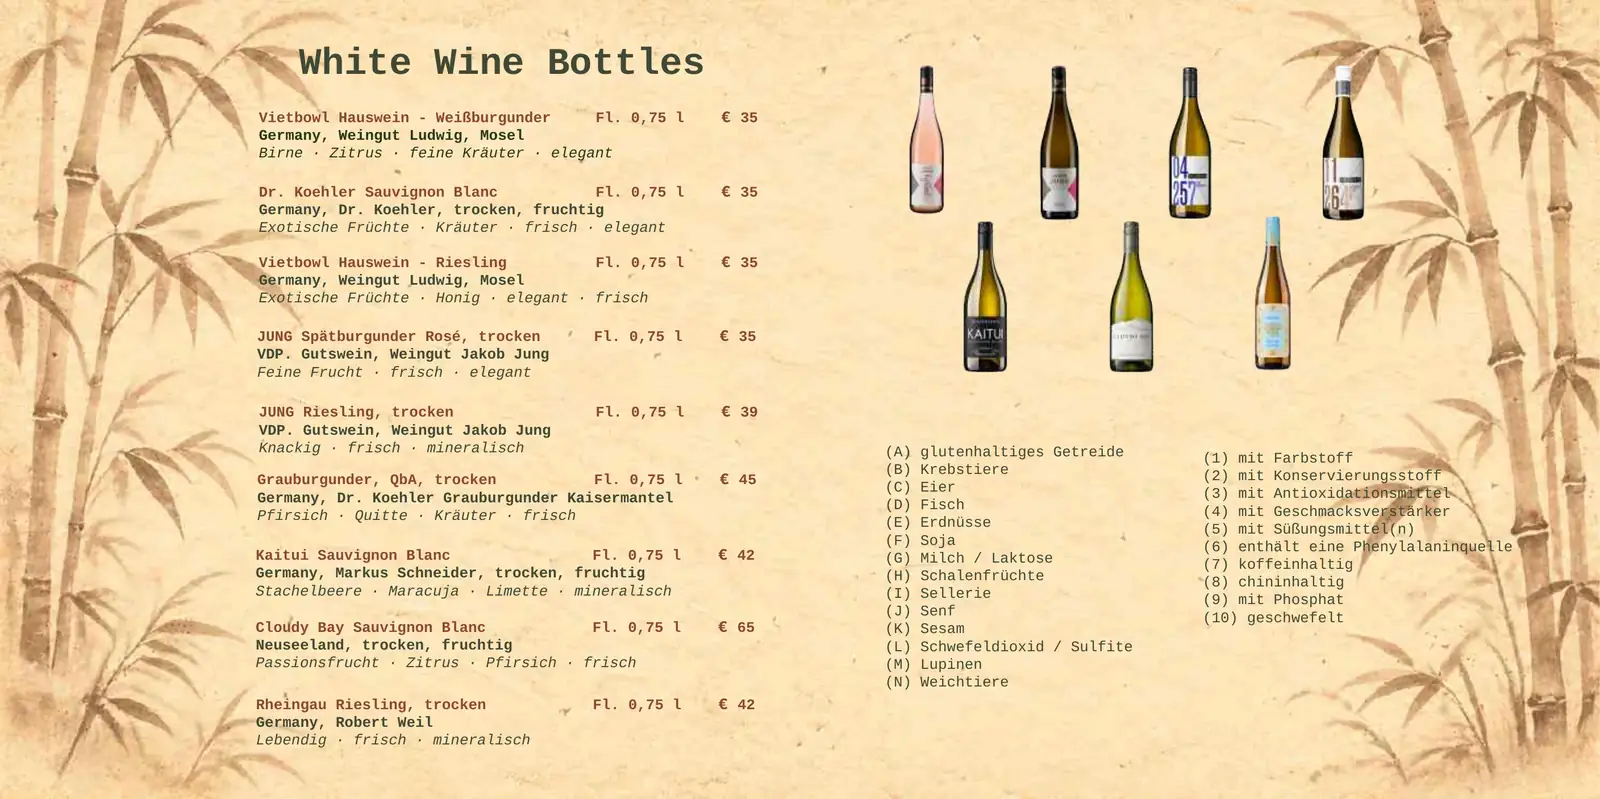 White Wine Bottles
Vietbowl Hauswein - Weißburgunder Fl. 0,75 l € 35
Germany, Weingut Ludwig, Mosel
Birne · Zitrus · feine Kräuter · elegant
Dr. Koehler Sauvignon Blanc Fl. 0,75 l € 35
Germany, Dr. Koehler, trocken, fruchtig
Exotische Früchte · Kräuter · frisch · elegant
Vietbowl Hauswein - Riesling Fl. 0,75 l € 35
Germany, Weingut Ludwig, Mosel
Exotische Früchte · Honig · elegant · frisch
JUNG Spätburgunder Rosé, trocken Fl. 0,75 l € 35
VDP. Gutswein, Weingut Jakob Jung
Feine Frucht · frisch · elegant
JUNG Riesling, trocken Fl. 0,75 l € 39
VDP. Gutswein, Weingut Jakob Jung
Knackig · frisch · mineralisch
Grauburgunder, QbA, trocken Fl. 0,75 l € 45
Germany, Dr. Koehler Grauburgunder Kaisermantel
Pfirsich · Quitte · Kräuter · frisch
Kaitui Sauvignon Blanc Fl. 0,75 l € 42
Germany, Markus Schneider, trocken, fruchtig
Stachelbeere · Maracuja · Limette · mineralisch
Cloudy Bay Sauvignon Blanc Fl. 0,75 l € 65
Neuseeland, trocken, fruchtig
Passionsfrucht · Zitrus · Pfirsich · frisch
Rheingau Riesling, trocken Fl. 0,75 l € 42
Germany, Robert Weil
Lebendig · frisch · mineralisch
04
257
11
264
KAITUI
(A) glutenhaltiges Getreide
(B) Krebstiere
(C) Eier
(D) Fisch
(E) Erdnüsse
(F) Soja
(G) Milch / Laktose
(H) Schalenfrüchte
(I) Sellerie
(J) Senf
(K) Sesam
(L) Schwefeldioxid / Sulfite
(M) Lupinen
(N) Weichtiere
(1) mit Farbstoff
(2) mit Konservierungsstoff
(3) mit Antioxidationsmittel
(4) mit Geschmacksverstärker
(5) mit Süßungsmittel(n)
(6) enthält eine Phenylalaninquelle
(7) koffeinhaltig
(8) chininhaltig
(9) mit Phosphat
(10) geschwefelt